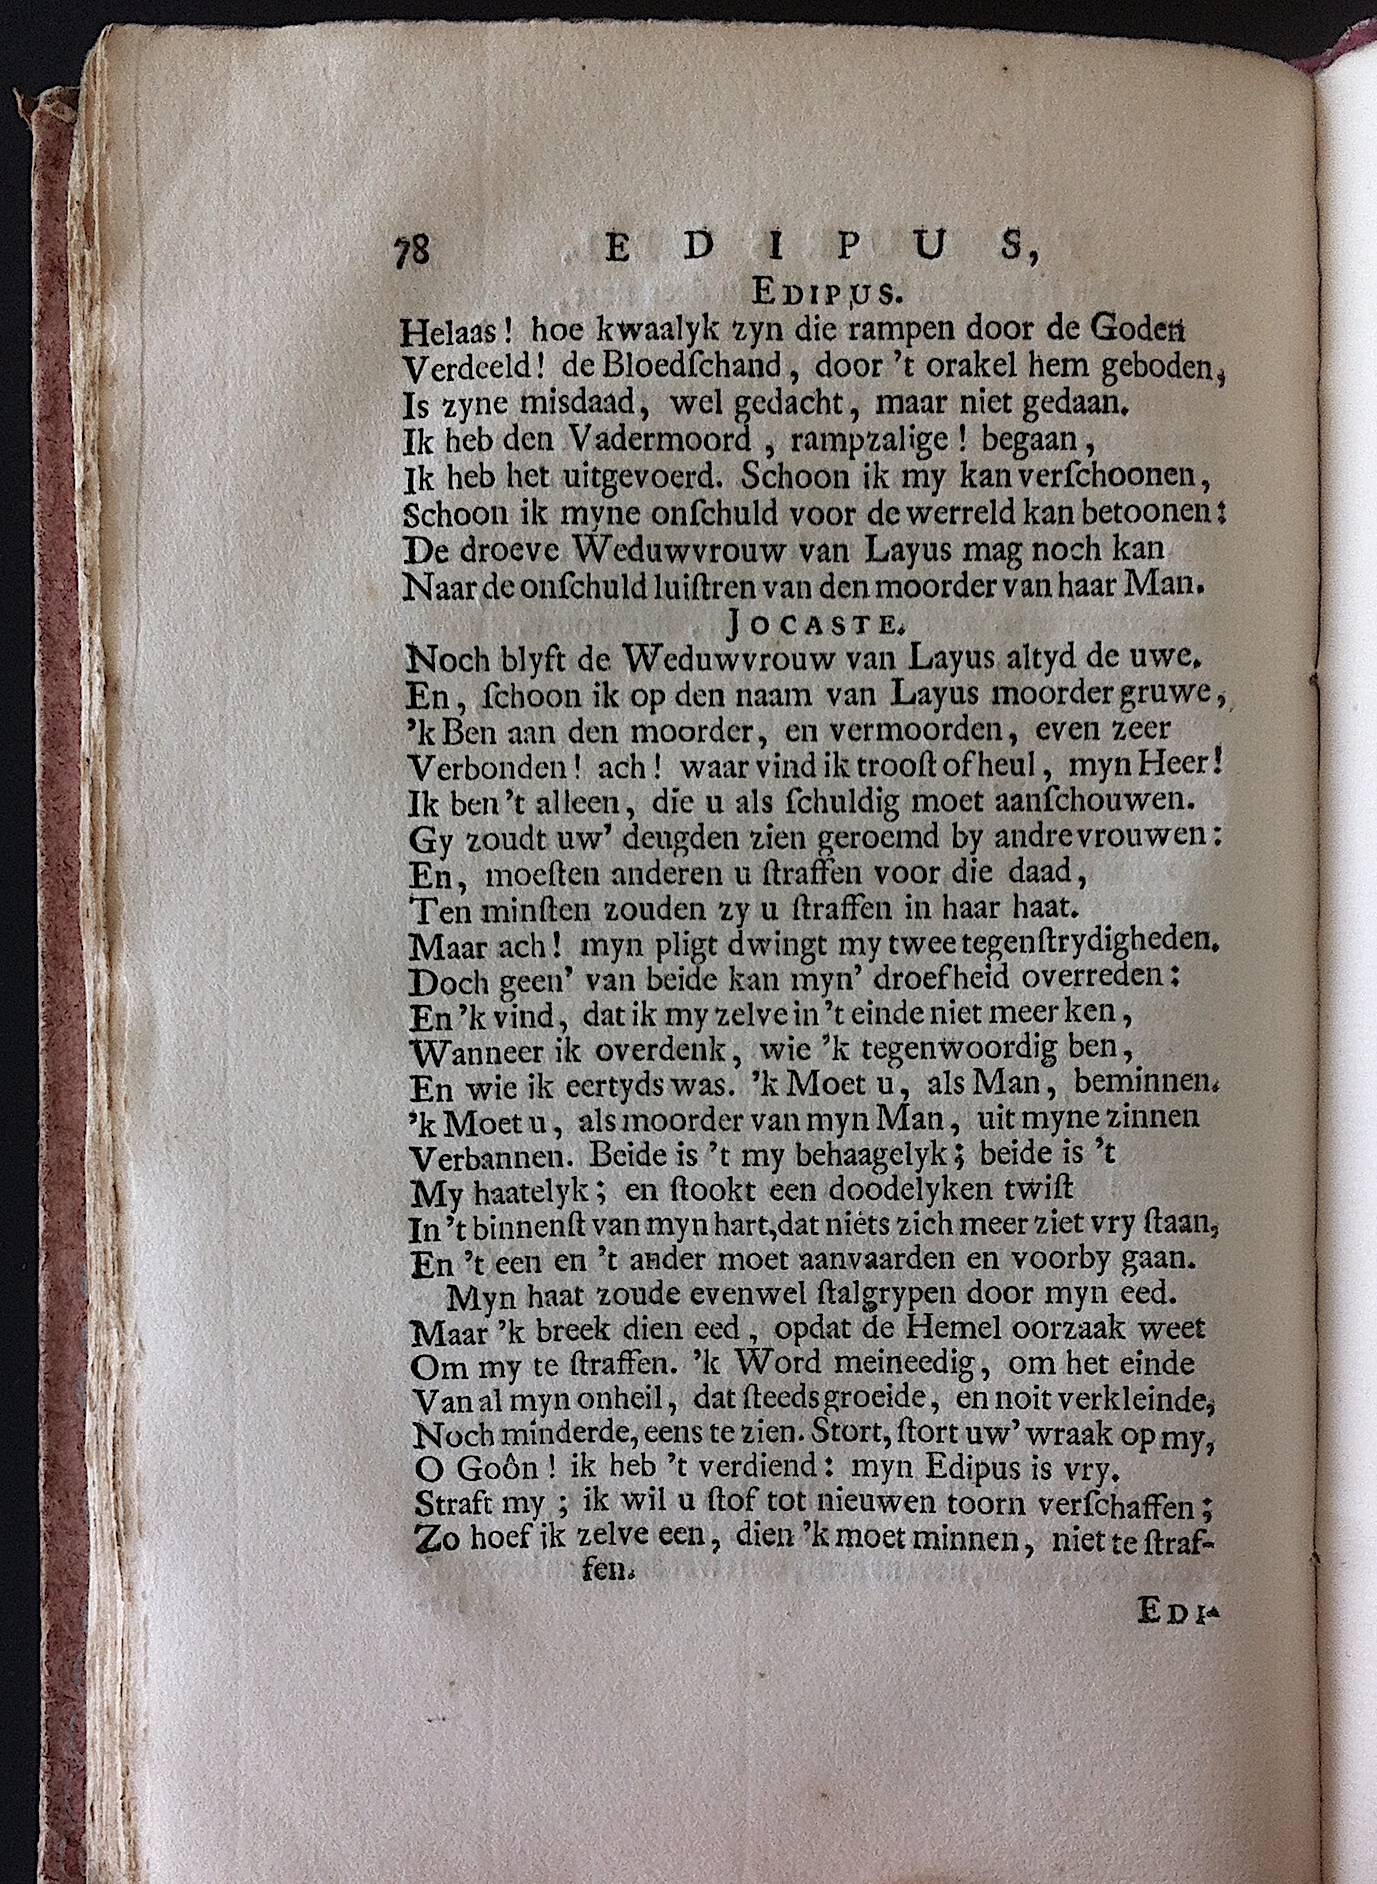 78 E D I P U S,
EDIPUS.
Helaas! hoe kwaalyk zyn die rampen door de Goden
Verdeeld! de Bloedſchand, door 't orakel hem geboden,
Is zyne misdaad, wel gedacht, maar niet gedaan.
Ik heb den Vadermoord, rampzalige! begaan,
Ik heb het uitgevoerd. Schoon ik my kan verſchoonen,
Schoon ik myne onſchuld voor de werreld kan betoonen:
De droeve Weduwvrouw van Layus mag noch kan
Naar de onſchuld luiſtren van den moorder van haar Man.
JOCASTE.
Noch blyft de Weduwvrouw van Layus altyd de uwe.
En, ſchoon ik op den naam van Layus moorder gruwe,
'k Ben aan den moorder, en vermoorden, even zeer
Verbonden! ach! waar vind ik trooſt of heul, myn Heer!
Ik ben 't alleen, die u als ſchuldig moet aanſchouwen.
Gy zoudt uw' deugden zien geroemd by andre vrouwen:
En, moeſten anderen u ſtraffen voor die daad,
Ten minſten zouden zy u ſtraffen in haar haat.
Maar ach! myn pligt dwingt my twee tegenſtrydigheden.
Doch geen' van beide kan myn' droefheid overreden:
En 'k vind, dat ik my zelve in 't einde niet meer ken,
Wanneer ik overdenk, wie 'k tegenwoordig ben,
En wie ik eertyds was. 'k Moet u, als Man, beminnen.
'k Moet u, als moorder van myn Man, uit myne zinnen
Verbannen. Beide is 't my behaagelyk; beide is 't
My haatelyk; en ſtookt een doodelyken twiſt
In 't binnenſt van myn hart, dat niets zich meer ziet vry ſtaan,
En 't een en 't ander moet aanvaarden en voorby gaan.
Myn haat zoude evenwel ſtalgrypen door myn eed.
Maar 'k breek dien eed, opdat de Hemel oorzaak weet
Om my te ſtraffen. 'k Word meineedig, om het einde
Van al myn onheil, dat ſteeds groeide, en noit verkleinde,
Noch minderde, eens te zien. Stort, ſtort uw' wraak op my,
O Goôn! ik heb 't verdiend: myn Edipus is vry.
Straft my; ik wil u ſtof tot nieuwen toorn verſchaffen;
Zo hoef ik zelve een, dien 'k moet minnen, niet te ſtraf-
fen.
EDI-